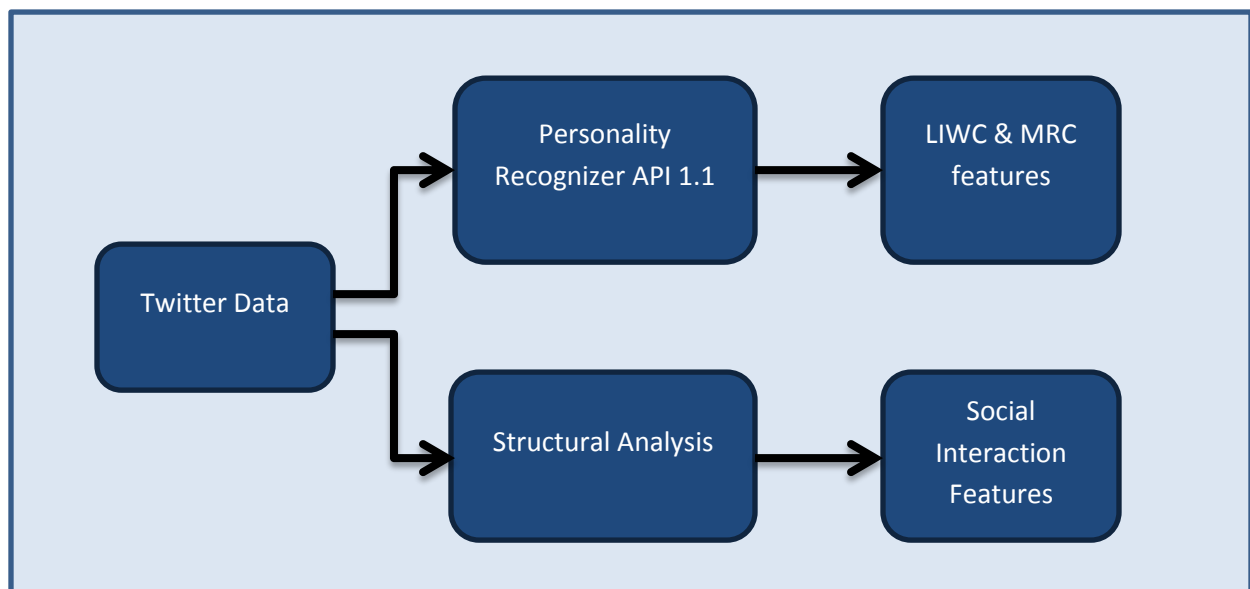 Personality
Recognizer API 1.1
LIWC & MRC
features
Twitter Data
Structural Analysis
Social
Interaction
Features